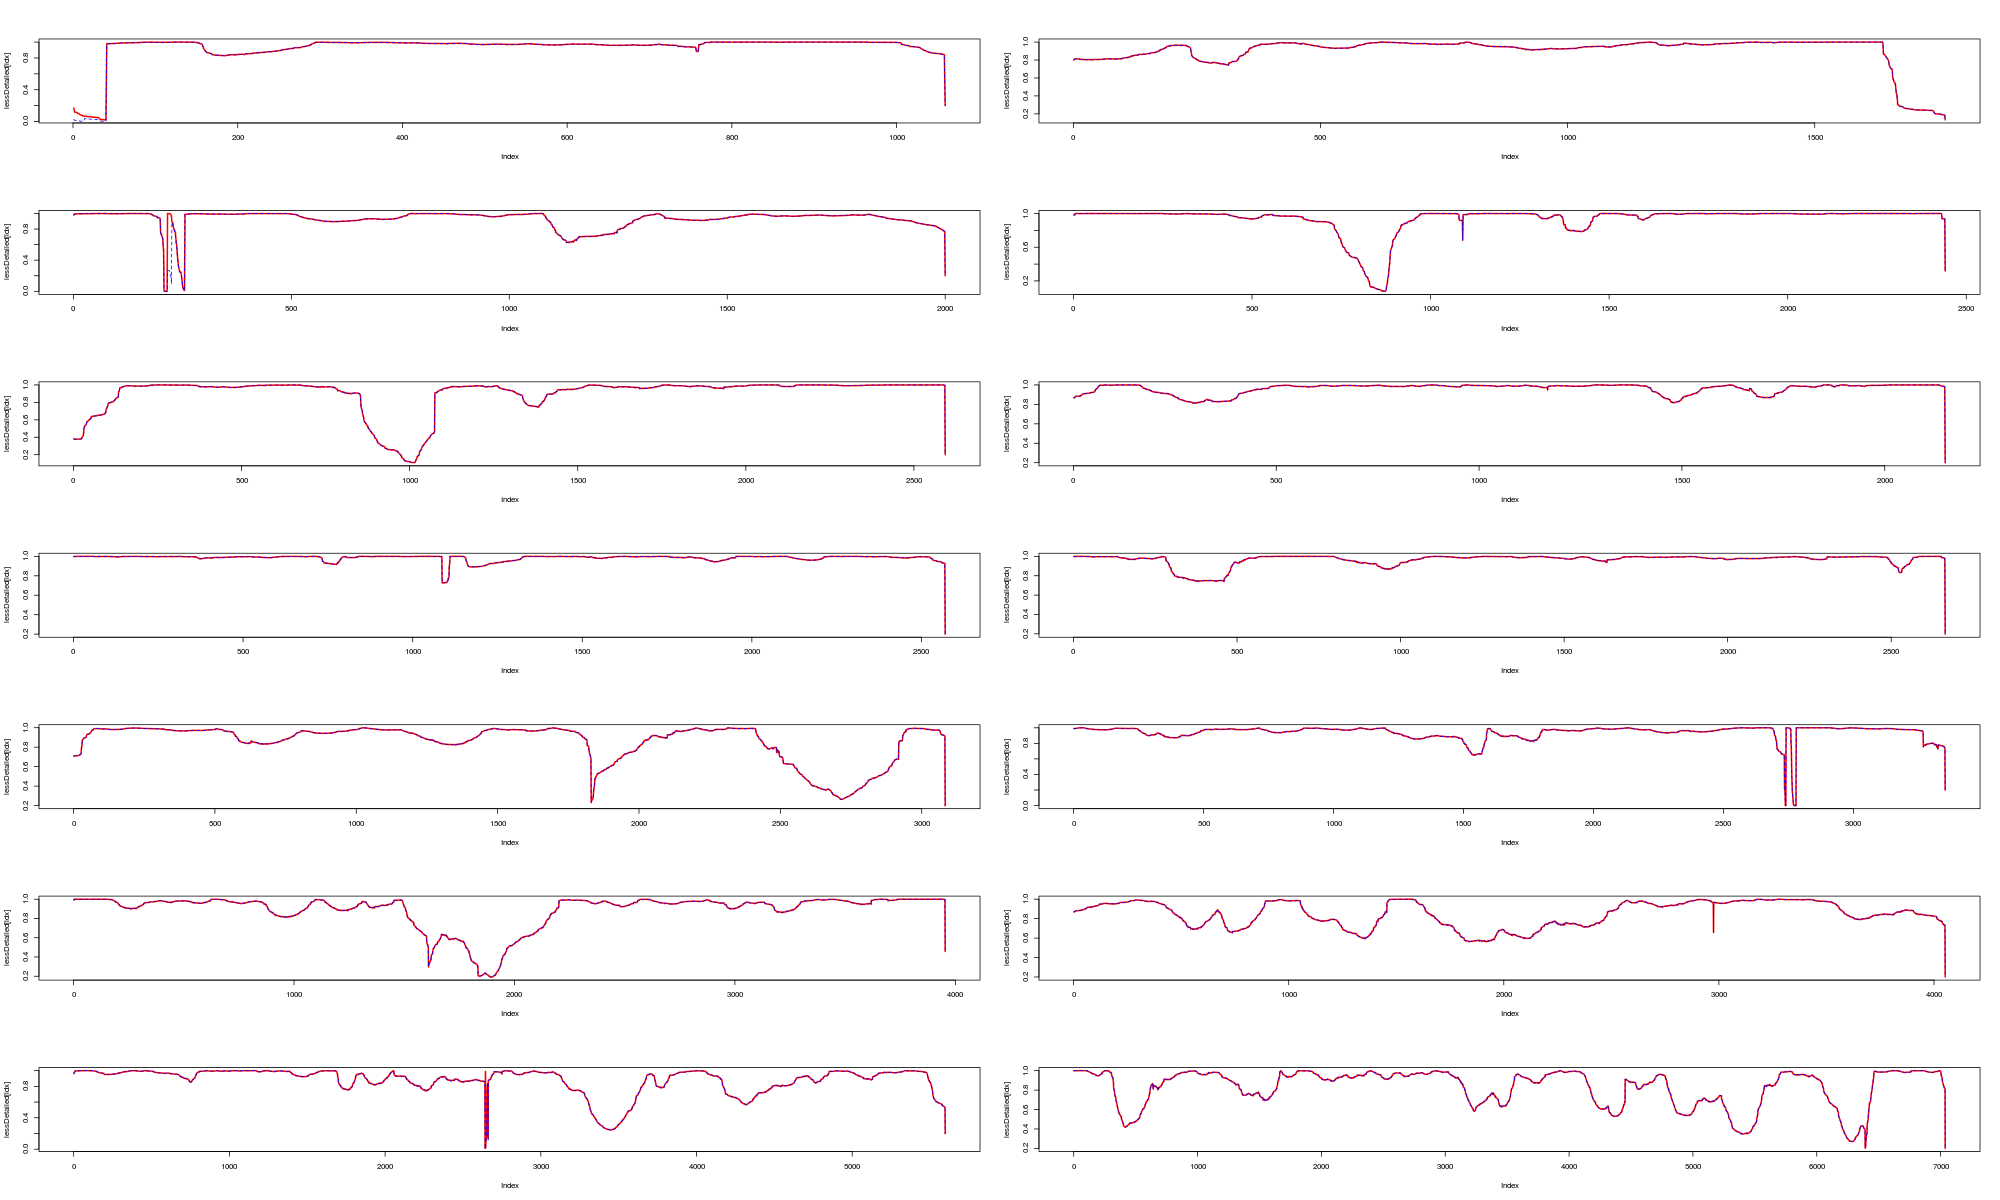 lessDetailed[idx]
0.0 0.4 0.8
0 200 400 600 800 1000
Index
lessDetailed[idx]
0.2 0.4 0.6 0.8 1.0
0 500 1000 1500
Index
lessDetailed[idx]
0.0 0.4 0.8
0 500 1000 1500 2000
Index
lessDetailed[idx]
0.2 0.6 1.0
0 500 1000 1500 2000 2500
Index
lessDetailed[idx]
0.2 0.4 0.6 0.8 1.0
0 500 1000 1500 2000 2500
Index
lessDetailed[idx]
0.2 0.4 0.6 0.8 1.0
0 500 1000 1500 2000
Index
lessDetailed[idx]
0.2 0.4 0.6 0.8 1.0
0 500 1000 1500 2000 2500
Index
lessDetailed[idx]
0.2 0.4 0.6 0.8 1.0
0 500 1000 1500 2000 2500
Index
lessDetailed[idx]
0.2 0.4 0.6 0.8 1.0
0 500 1000 1500 2000 2500 3000
Index
lessDetailed[idx]
0.0 0.4 0.8
0 500 1000 1500 2000 2500 3000
Index
lessDetailed[idx]
0.2 0.4 0.6 0.8 1.0
0 1000 2000 3000 4000
Index
lessDetailed[idx]
0.2 0.4 0.6 0.8 1.0
0 1000 2000 3000 4000
Index
lessDetailed[idx]
0.0 0.4 0.8
0 1000 2000 3000 4000 5000
Index
lessDetailed[idx]
0.2 0.4 0.6 0.8 1.0
0 1000 2000 3000 4000 5000 6000 7000
Index